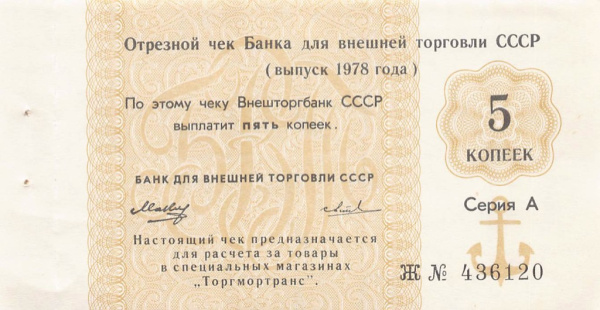 Отрезной чек Банка для внешней торговли СССР
(выпуск 1978 года)
По этому чеку Внешторгбанк СССР
выплатит пять копеек.
5
КОПЕЕК
БАНК ДЛЯ ВНЕШНЕЙ ТОРГОВЛИ СССР
Серия А
Настоящий чек предназначается
для расчета за товары
в специальных магазинах
"Торгмортранс".
Ж № 436120